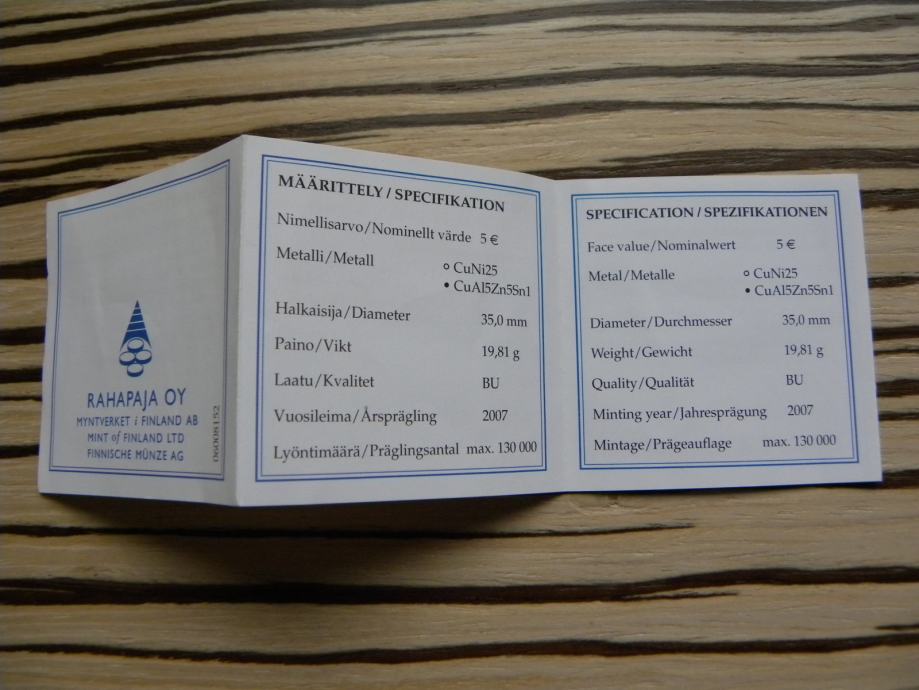 RAHAPAJA OY
MYNTVERKET i FINLAND AB
MINT of FINLAND LTD
FINNISCHE MÜNZE AG
06008152
MÄÄRITTELY / SPECIFIKATION
Nimellisarvo/Nominellt värde 5 €
Metalli/Metall
o CuNi25
• CuAl5Zn5Sn1
Halkaisija/Diameter 35,0 mm
Paino/Vikt 19,81 g
Laatu/Kvalitet BU
Vuosileima/Årsprägling 2007
Lyöntimäärä/Präglingsantal max. 130 000
SPECIFICATION / SPEZIFIKATIONEN
Face value/Nominalwert 5 €
Metal/Metalle o CuNi25
• CuAl5Zn5Sn1
Diameter/Durchmesser 35,0 mm
Weight/Gewicht 19,81 g
Quality/Qualität BU
Minting year/Jahresprägung 2007
Mintage/Prägeauflage max. 130 000